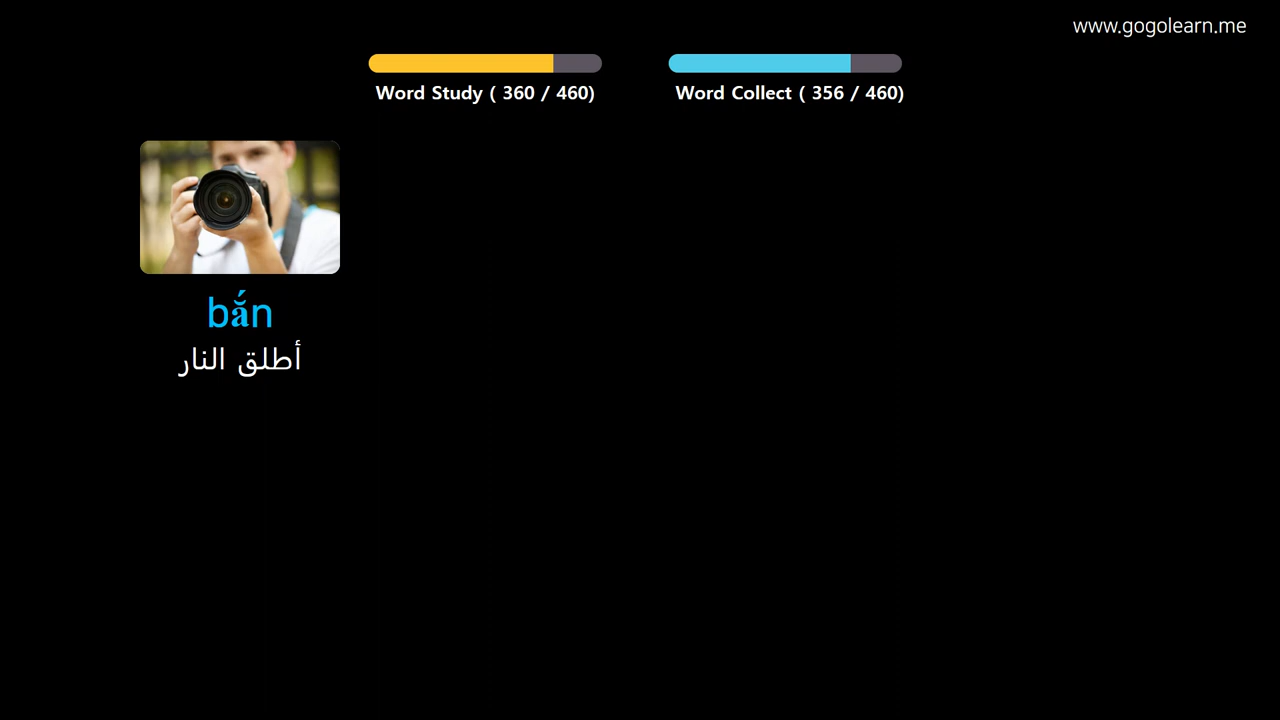 www.gogolearn.me
Word Study ( 360 / 460)
Word Collect ( 356 / 460)
bắn
أطلق النار